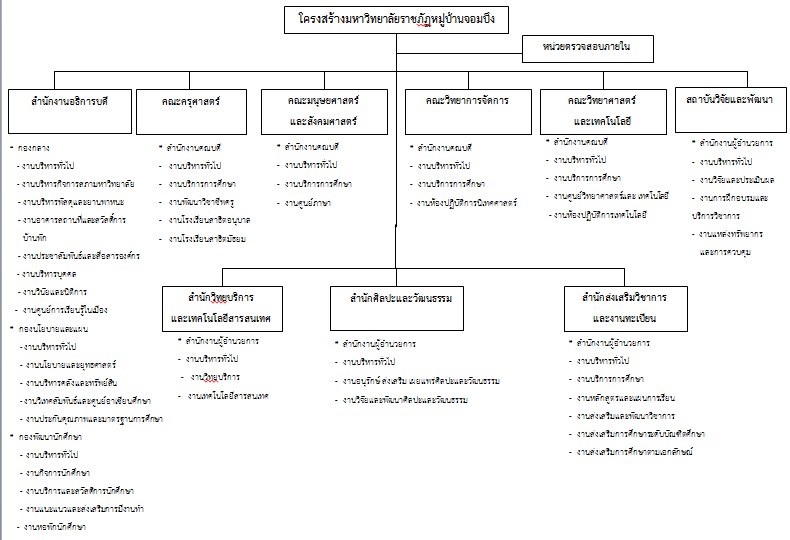 โครงสร้างมหาวิทยาลัยราชภัฏหมู่บ้านจอมบึง
หน่วยตรวจสอบภายใน
สำนักงานอธิการบดี
* กองกลาง
- งานบริหารทั่วไป
- งานบริหารกิจการสภามหาวิทยาลัย
- งานบริหารพัสดุและยานพาหนะ
- งานอาคารสถานที่และสวัสดิ์การ
บ้านพัก
- งานประชาสัมพันธ์และสื่อสารองค์กร
- งานบริหารบุคคล
- งานวินัยและนิติการ
- งานศูนย์การเรียนรู้ในเมือง
* กองนโยบายและแผน
- งานบริหารทั่วไป
- งานนโยบายและยุทธศาสตร์
- งานบริหารคลังและทรัพย์สิน
- งานวิเทศสัมพันธ์และศูนย์อาเซียนศึกษา
- งานประกันคุณภาพและมาตรฐานการศึกษา
* กองพัฒนานักศึกษา
- งานบริหารทั่วไป
- งานกิจการนักศึกษา
- งานบริการและสวัสดิการนักศึกษา
- งานแนะแนวและส่งเสริมการมีงานทำ
- งานหอพักนักศึกษา
คณะครุศาสตร์
* สำนักงานคณบดี
- งานบริหารทั่วไป
- งานบริการการศึกษา
- งานพัฒนาวิชาชีพครู
- งานโรงเรียนสาธิตอนุบาล
- งานโรงเรียนสาธิตมัธยม
คณะมนุษยศาสตร์
และสังคมศาสตร์
* สำนักงานคณบดี
- งานบริหารทั่วไป
- งานบริการการศึกษา
- งานศูนย์ภาษา
คณะวิทยาการจัดการ
* สำนักงานคณบดี
- งานบริหารทั่วไป
- งานบริการการศึกษา
- งานห้องปฏิบัติการนิเทศศาสตร์
คณะวิทยาศาสตร์
และเทคโนโลยี
* สำนักงานคณบดี
- งานบริหารทั่วไป
- งานบริการการศึกษา
- งานศูนย์วิทยาศาสตร์และ เทคโนโลยี
- งานห้องปฏิบัติการเทคโนโลยี
สถาบันวิจัยและพัฒนา
* สำนักงานผู้อำนวยการ
- งานบริหารทั่วไป
- งานวิจัยและประเมินผล
- งานการฝึกอบรมและ
บริการวิชาการ
- งานแหล่งทรัพยากร
และการควบคุม
สำนักวิทยบริการ
และเทคโนโลยีสารสนเทศ
* สำนักงานผู้อำนวยการ
- งานบริหารทั่วไป
- งานวิทยบริการ
- งานเทคโนโลยีสารสนเทศ
สำนักศิลปะและวัฒนธรรม
* สำนักงานผู้อำนวยการ
- งานบริหารทั่วไป
- งานอนุรักษ์ ส่งเสริม เผยแพร่ศิลปะและวัฒนธรรม
- งานวิจัยและพัฒนาศิลปะและวัฒนธรรม
สำนักส่งเสริมวิชาการ
และงานทะเบียน
* สำนักงานผู้อำนวยการ
- งานบริหารทั่วไป
- งานบริการการศึกษา
- งานหลักสูตรและแผนการเรียน
- งานส่งเสริมและพัฒนาวิชาการ
- งานส่งเสริมการศึกษาระดับบัณฑิตศึกษา
- งานส่งเสริมการศึกษาตามเอกลักษณ์